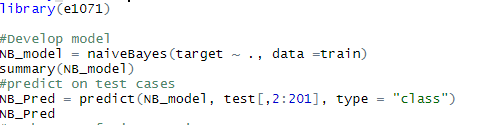 library(e1071)
#Develop model
NB_model = naiveBayes(target ~ ., data =train)
summary(NB_model)
#predict on test cases
NB_Pred = predict(NB_model, test[,2:201], type = "class")
NB_Pred